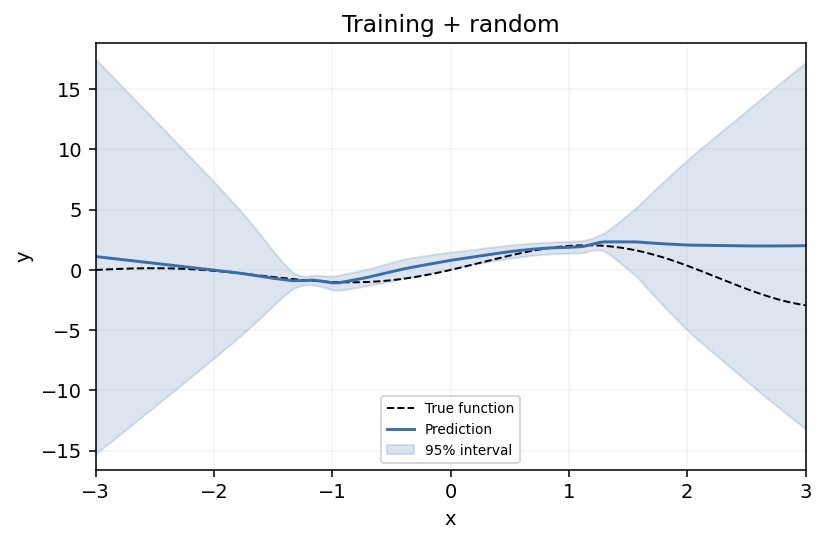 Training + random
y
15
10
5
0
−5
−10
−15
True function
Prediction
95% interval
−3
−2
−1
0
1
2
3
x